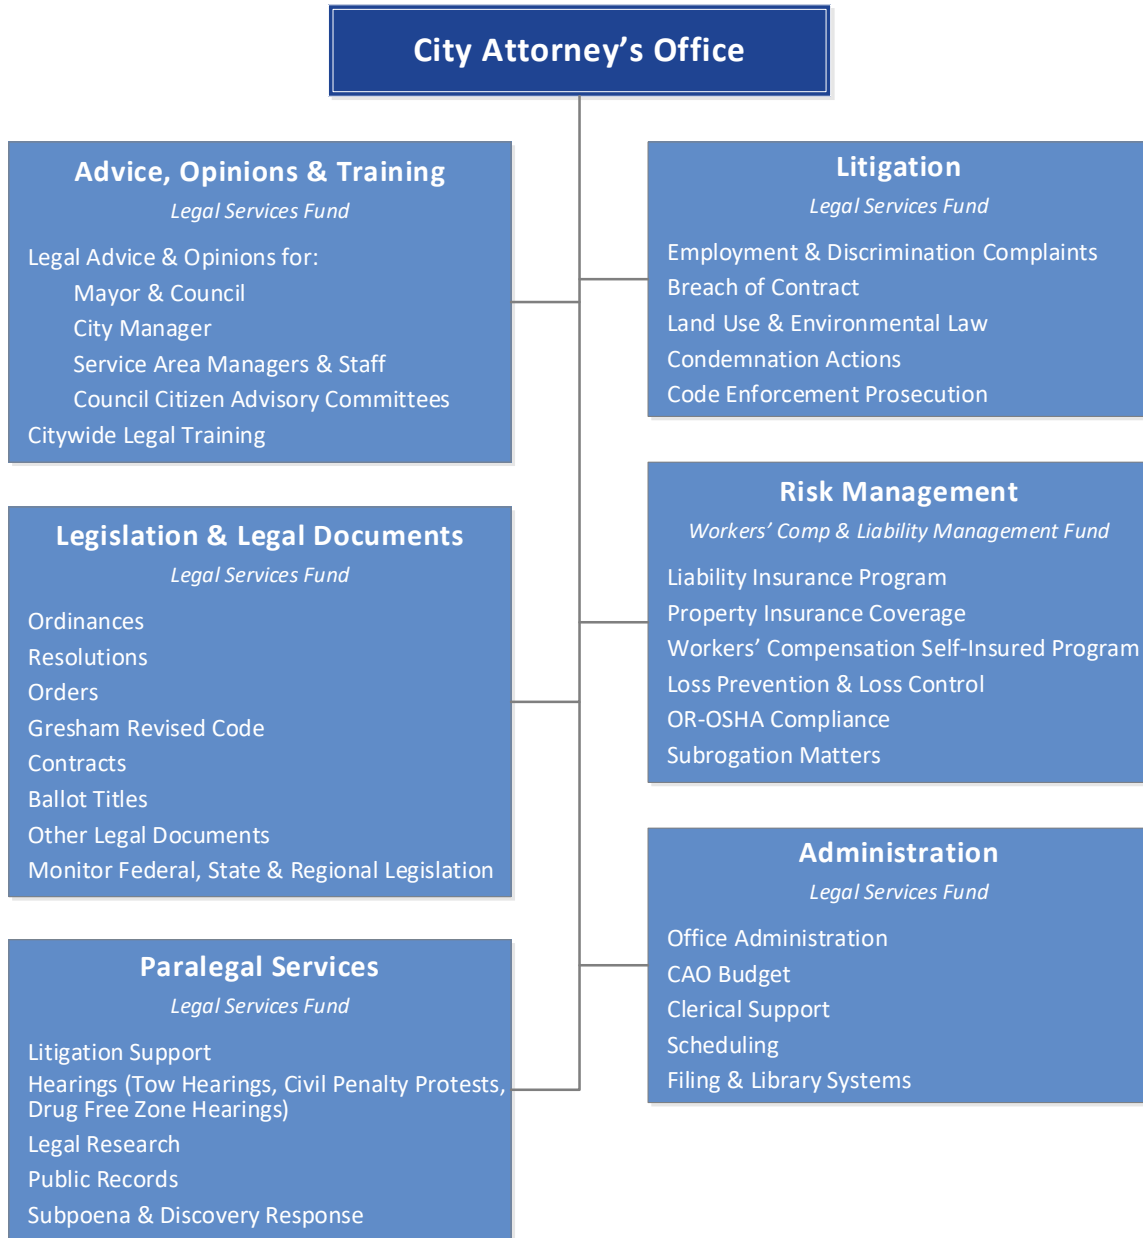 City Attorney’s Office
Advice, Opinions & Training
Legal Services Fund
Legal Advice & Opinions for:
Mayor & Council
City Manager
Service Area Managers & Staff
Council Citizen Advisory Committees
Citywide Legal Training
Legislation & Legal Documents
Legal Services Fund
Ordinances
Resolutions
Orders
Gresham Revised Code
Contracts
Ballot Titles
Other Legal Documents
Monitor Federal, State & Regional Legislation
Paralegal Services
Legal Services Fund
Litigation Support
Hearings (Tow Hearings, Civil Penalty Protests,
Drug Free Zone Hearings)
Legal Research
Public Records
Subpoena & Discovery Response
Litigation
Legal Services Fund
Employment & Discrimination Complaints
Breach of Contract
Land Use & Environmental Law
Condemnation Actions
Code Enforcement Prosecution
Risk Management
Workers’ Comp & Liability Management Fund
Liability Insurance Program
Property Insurance Coverage
Workers’ Compensation Self-Insured Program
Loss Prevention & Loss Control
OR-OSHA Compliance
Subrogation Matters
Administration
Legal Services Fund
Office Administration
CAO Budget
Clerical Support
Scheduling
Filing & Library Systems